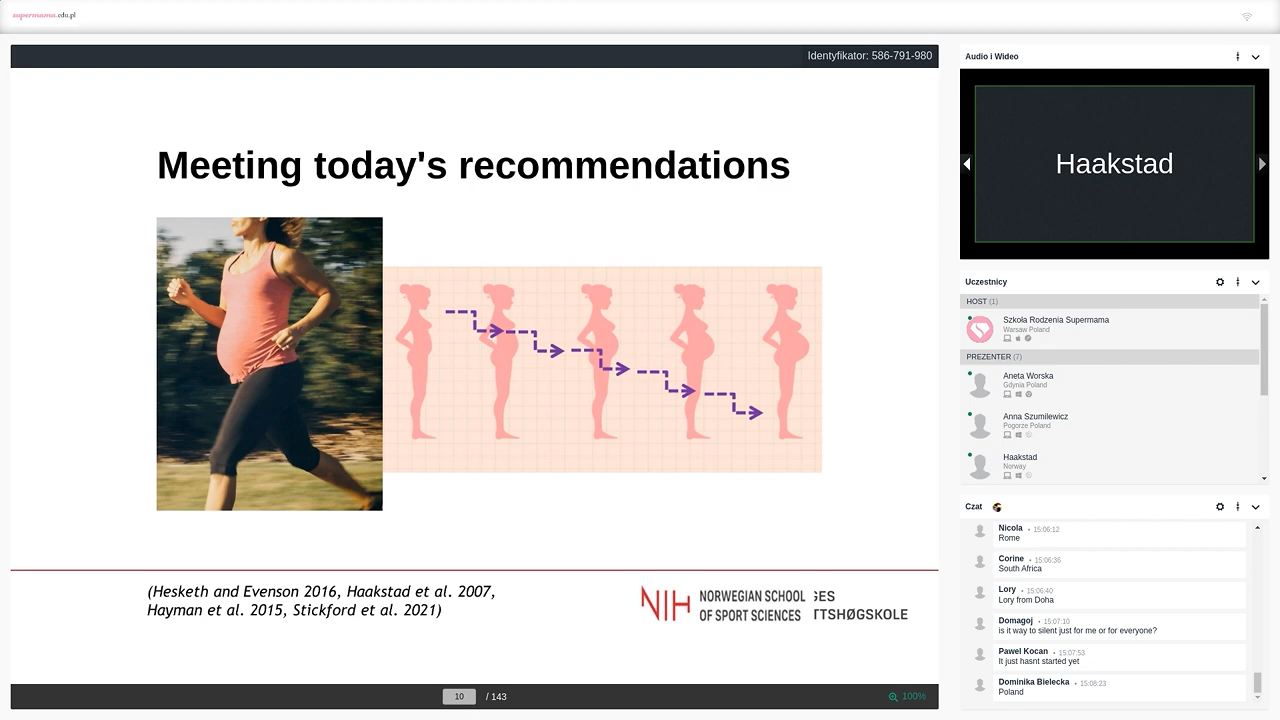 supermama.edu.pl
Identyfikator: 586-791-980
Meeting today's recommendations
(Hesketh and Evenson 2016, Haakstad et al. 2007,
Hayman et al. 2015, Stickford et al. 2021)
NIH NORWEGIAN SCHOOL
OF SPORT SCIENCES
GES
TTSHØGSKOLE
10 / 143
100%
Audio i Wideo
Haakstad
Uczestnicy
HOST (1)
Szkoła Rodzenia Supermama
Warsaw Poland
PREZENTER (7)
Aneta Worska
Gdynia Poland
Anna Szumilewicz
Pogorze Poland
Haakstad
Norway
Czat
Nicola • 15:06:12
Rome
Corine • 15:06:36
South Africa
Lory • 15:06:40
Lory from Doha
Domagoj • 15:07:10
is it way to silent just for me or for everyone?
Pawel Kocan • 15:07:53
It just hasnt started yet
Dominika Bielecka • 15:08:23
Poland